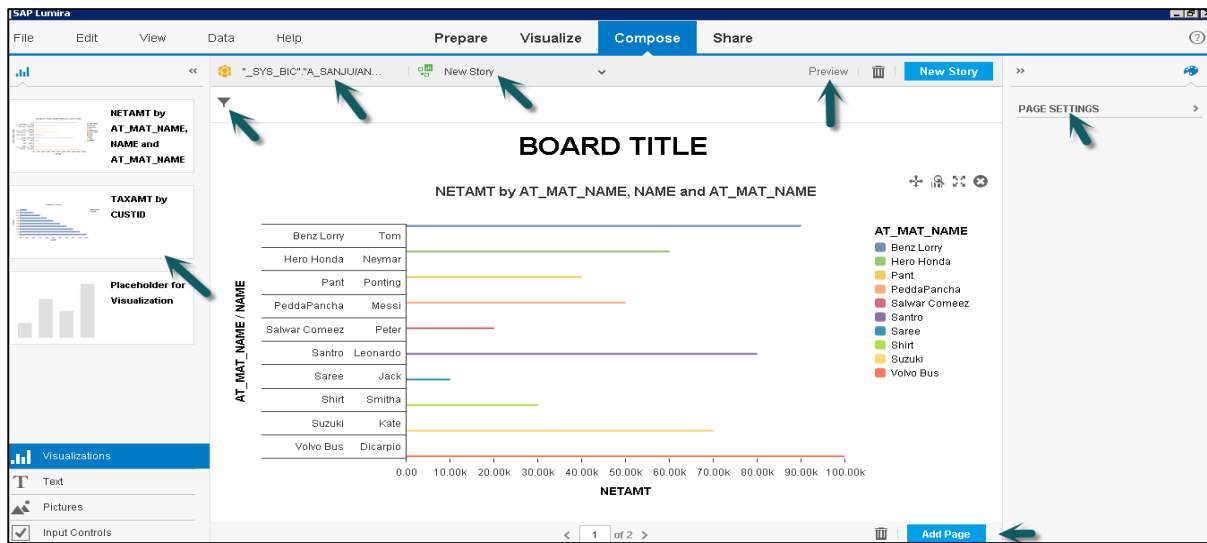 SAP Lumira
File Edit View Data Help Prepare Visualize Compose Share
"_SYS_BIC"."A_SANJU/AN... New Story Preview New Story
NETAMT by
AT_MAT_NAME,
NAME and
AT_MAT_NAME
TAXAMT by
CUSTID
Placeholder for
Visualization
Visualizations
Text
Pictures
Input Controls
BOARD TITLE
NETAMT by AT_MAT_NAME, NAME and AT_MAT_NAME
AT_MAT_NAME / NAME
Benz Lorry Tom
Hero Honda Neymar
Pant Ponting
PeddaPancha Messi
Salwar Comeez Peter
Santro Leonardo
Saree Jack
Shirt Smitha
Suzuki Kate
Volvo Bus Dicarpio
0.00 10.00k 20.00k 30.00k 40.00k 50.00k 60.00k 70.00k 80.00k 90.00k 100.00k
NETAMT
AT_MAT_NAME
Benz Lorry
Hero Honda
Pant
PeddaPancha
Salwar Comeez
Santro
Saree
Shirt
Suzuki
Volvo Bus
1 of 2
Add Page
PAGE SETTINGS